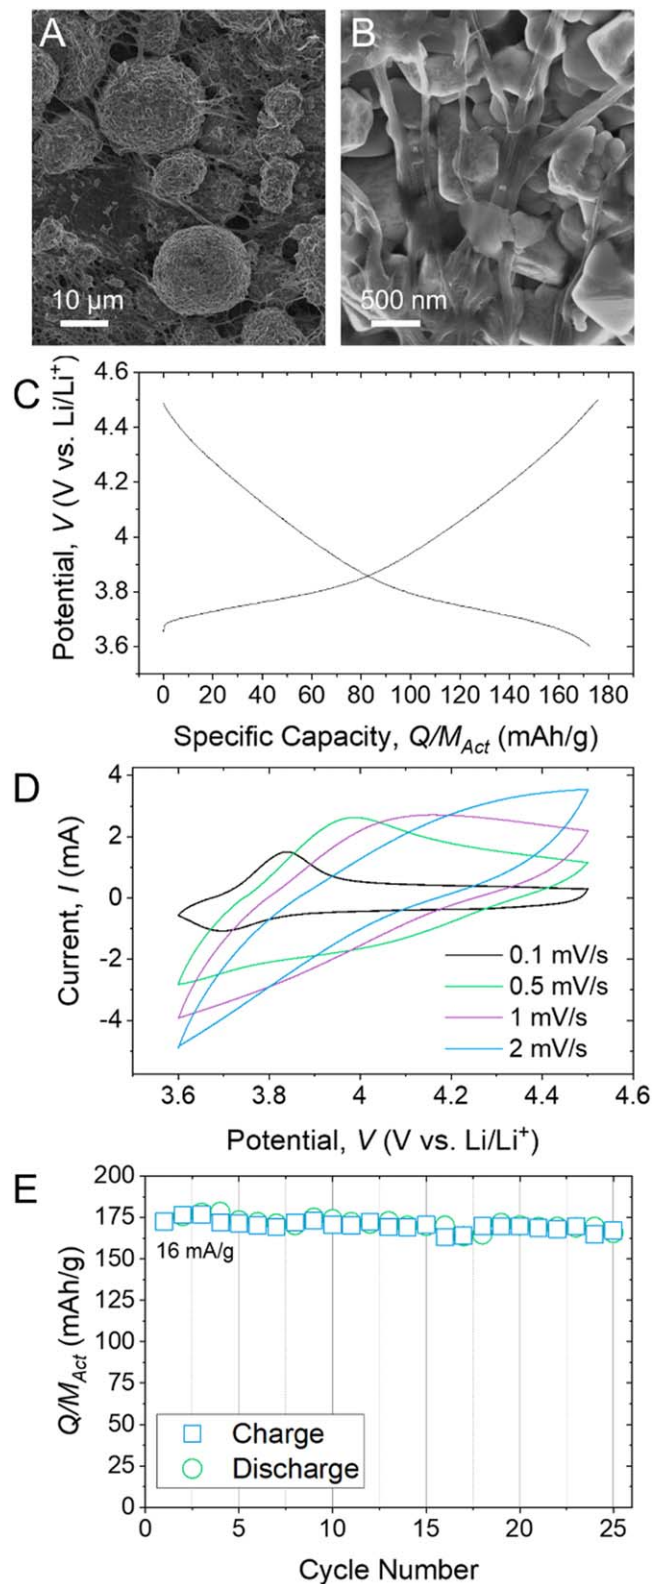 A
B
10 μm
500 nm
C
Potential, V (V vs. Li/Li⁺)
4.6
4.4
4.2
4
3.8
3.6
0 20 40 60 80 100 120 140 160 180
Specific Capacity, Q/M_Act (mAh/g)
D
Current, I (mA)
4
2
0
-2
-4
0.1 mV/s
0.5 mV/s
1 mV/s
2 mV/s
3.6 3.8 4 4.2 4.4 4.6
Potential, V (V vs. Li/Li⁺)
E
Q/M_Act (mAh/g)
200
175
150
125
100
75
50
25
0
16 mA/g
Charge
Discharge
0 5 10 15 20 25
Cycle Number